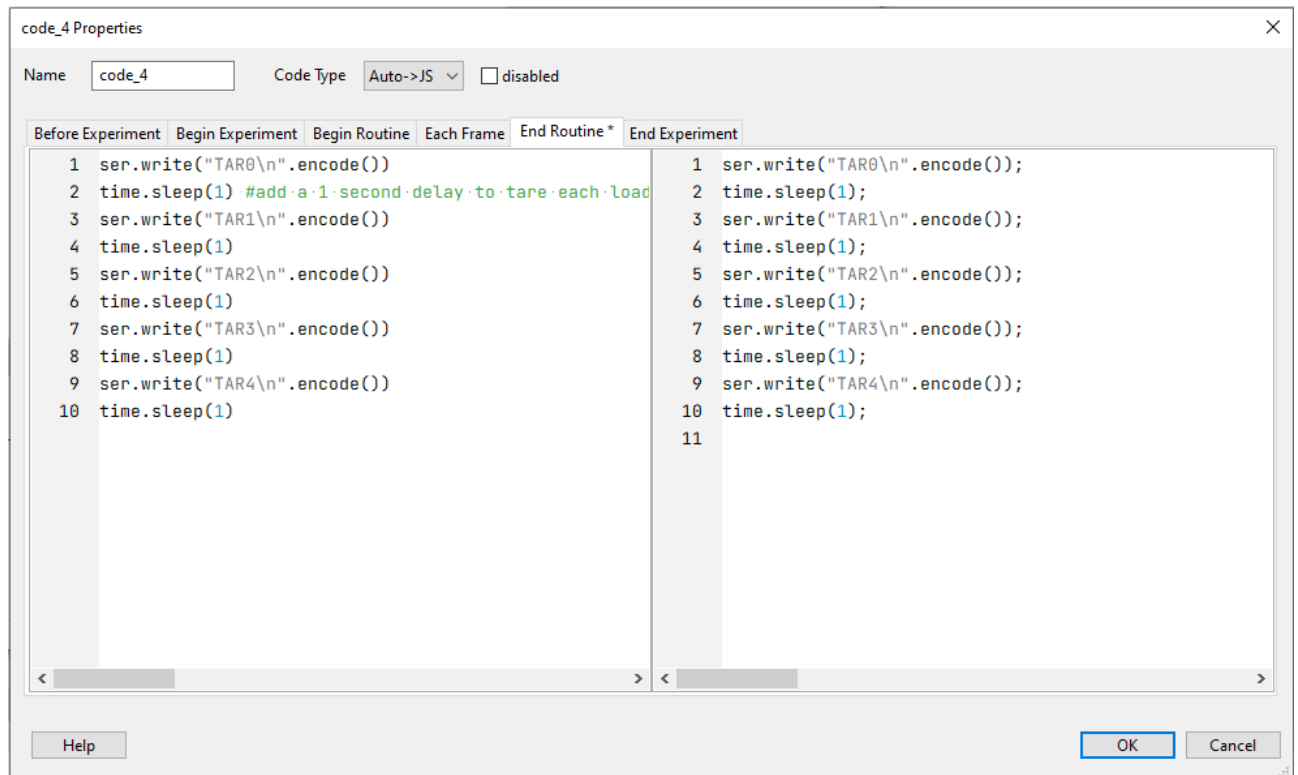 code_4 Properties
Name code_4 Code Type Auto->JS disabled
Before Experiment Begin Experiment Begin Routine Each Frame End Routine * End Experiment
1 ser.write("TAR0\n".encode())
2 time.sleep(1) #add·a·1·second·delay·to·tare·each·load
3 ser.write("TAR1\n".encode())
4 time.sleep(1)
5 ser.write("TAR2\n".encode())
6 time.sleep(1)
7 ser.write("TAR3\n".encode())
8 time.sleep(1)
9 ser.write("TAR4\n".encode())
10 time.sleep(1)
1 ser.write("TAR0\n".encode());
2 time.sleep(1);
3 ser.write("TAR1\n".encode());
4 time.sleep(1);
5 ser.write("TAR2\n".encode());
6 time.sleep(1);
7 ser.write("TAR3\n".encode());
8 time.sleep(1);
9 ser.write("TAR4\n".encode());
10 time.sleep(1);
11
Help OK Cancel